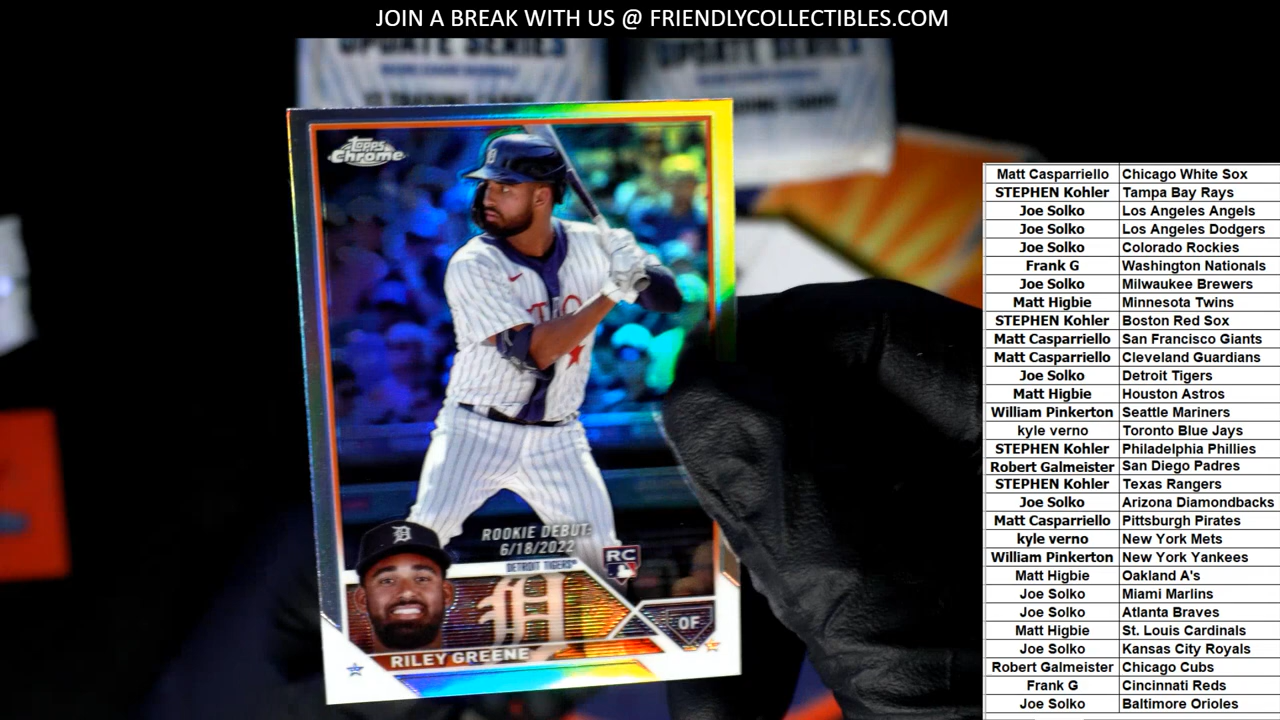 JOIN A BREAK WITH US @ FRIENDLYCOLLECTIBLES.COM
UPDATE SERIES
topps
Chrome
ROOKIE DEBUT:
6/18/2022
RC
DETROIT TIGERS
OF
RILEY GREENE
Matt Casparriello Chicago White Sox
STEPHEN Kohler Tampa Bay Rays
Joe Solko Los Angeles Angels
Joe Solko Los Angeles Dodgers
Joe Solko Colorado Rockies
Frank G Washington Nationals
Joe Solko Milwaukee Brewers
Matt Higbie Minnesota Twins
STEPHEN Kohler Boston Red Sox
Matt Casparriello San Francisco Giants
Matt Casparriello Cleveland Guardians
Joe Solko Detroit Tigers
Matt Higbie Houston Astros
William Pinkerton Seattle Mariners
kyle verno Toronto Blue Jays
STEPHEN Kohler Philadelphia Phillies
Robert Galmeister San Diego Padres
STEPHEN Kohler Texas Rangers
Joe Solko Arizona Diamondbacks
Matt Casparriello Pittsburgh Pirates
kyle verno New York Mets
William Pinkerton New York Yankees
Matt Higbie Oakland A's
Joe Solko Miami Marlins
Joe Solko Atlanta Braves
Matt Higbie St. Louis Cardinals
Joe Solko Kansas City Royals
Robert Galmeister Chicago Cubs
Frank G Cincinnati Reds
Joe Solko Baltimore Orioles